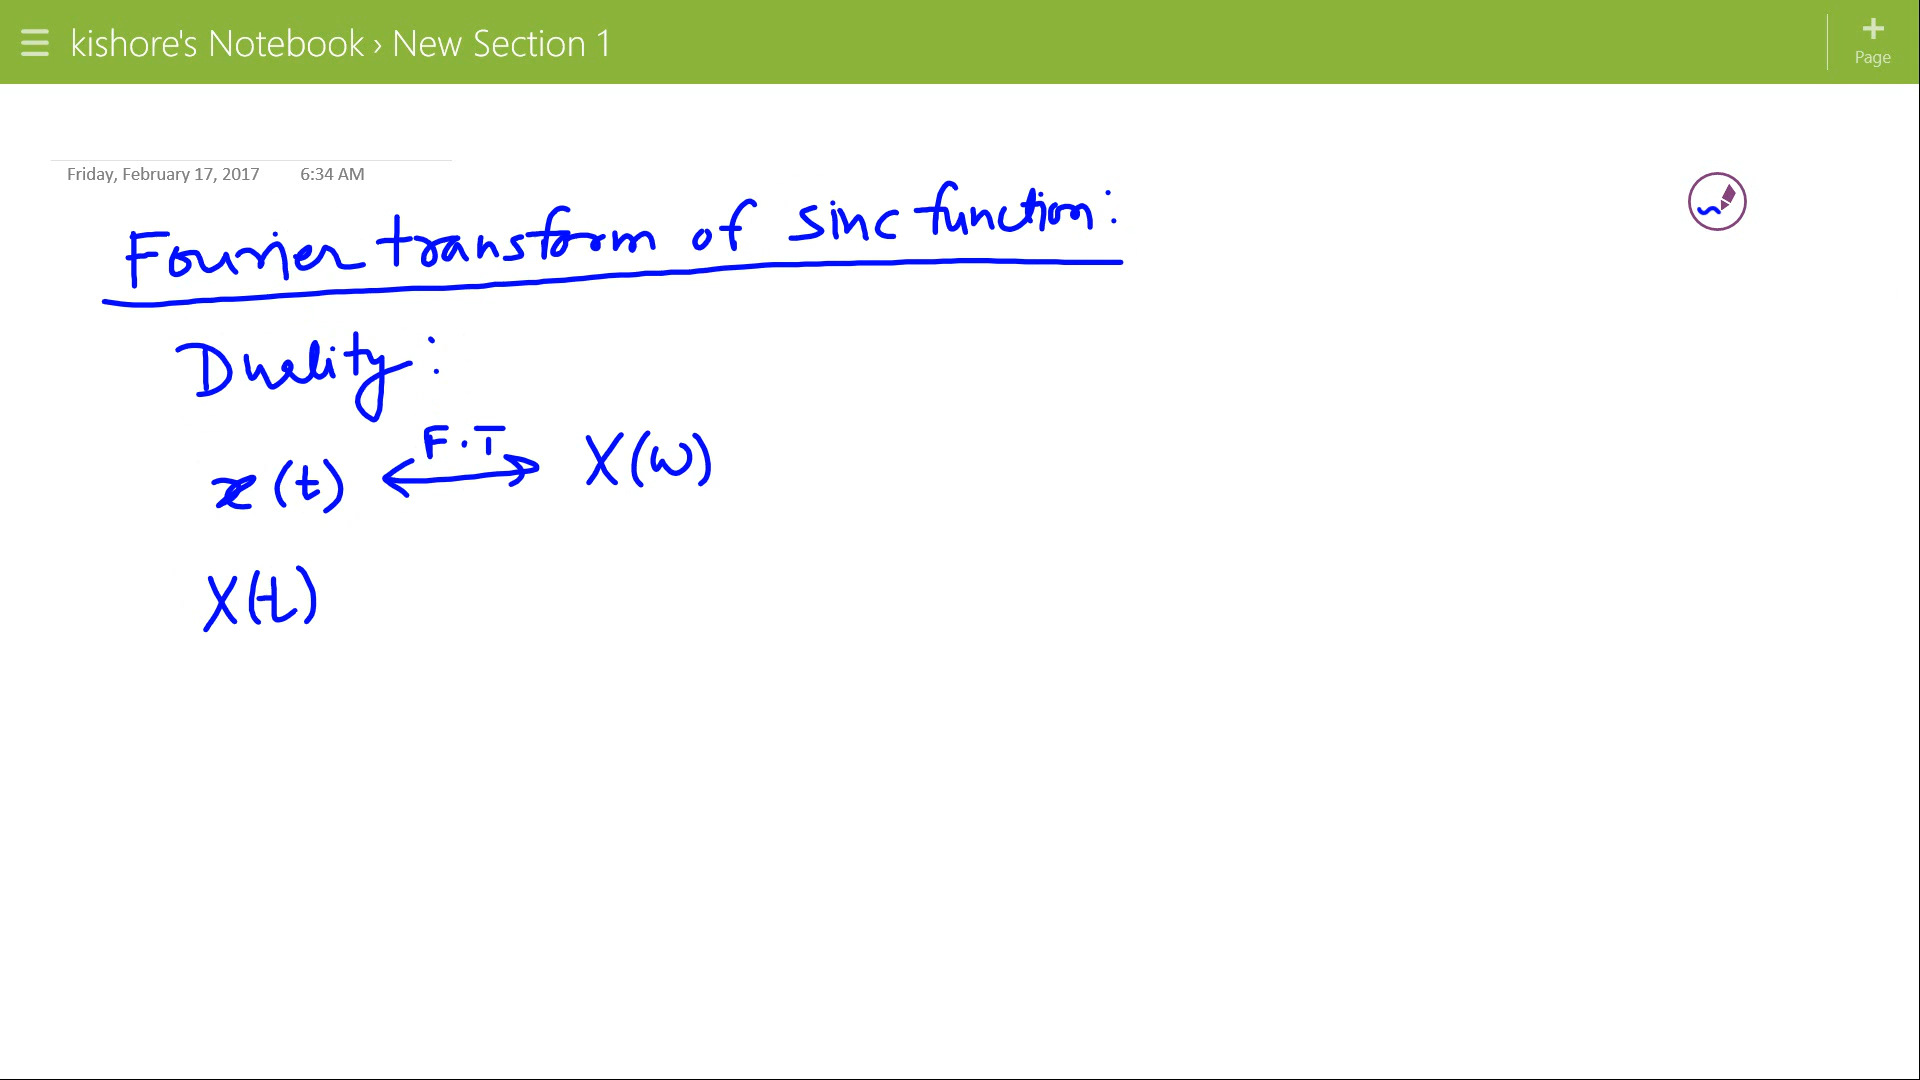 kishore's Notebook › New Section 1
Page
Friday, February 17, 2017 6:34 AM
Fourier transform of sinc function:
Duality:
x(t) F.T X(ω)
X(t)